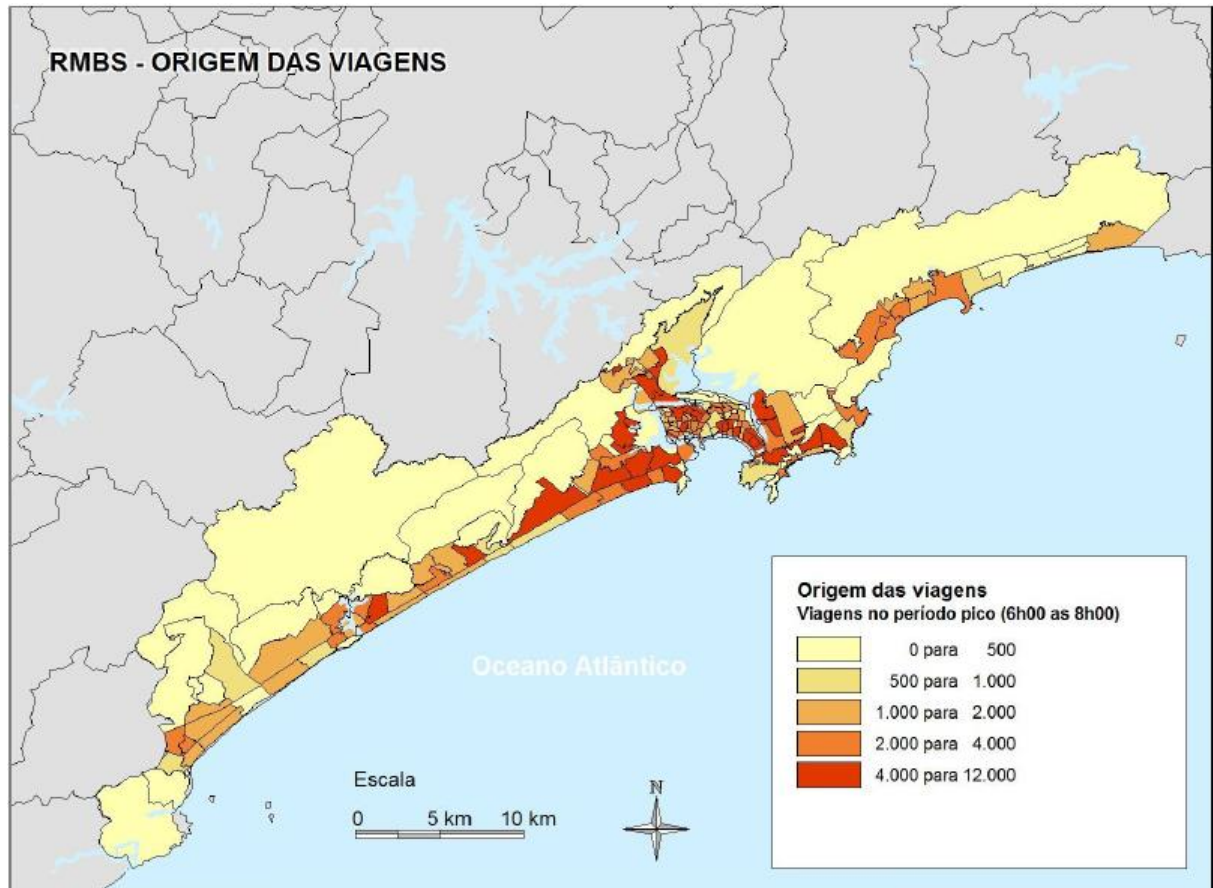 RMBS - ORIGEM DAS VIAGENS
Oceano Atlântico
Escala
0 5 km 10 km
N
Origem das viagens
Viagens no período pico (6h00 as 8h00)
0 para 500
500 para 1.000
1.000 para 2.000
2.000 para 4.000
4.000 para 12.000